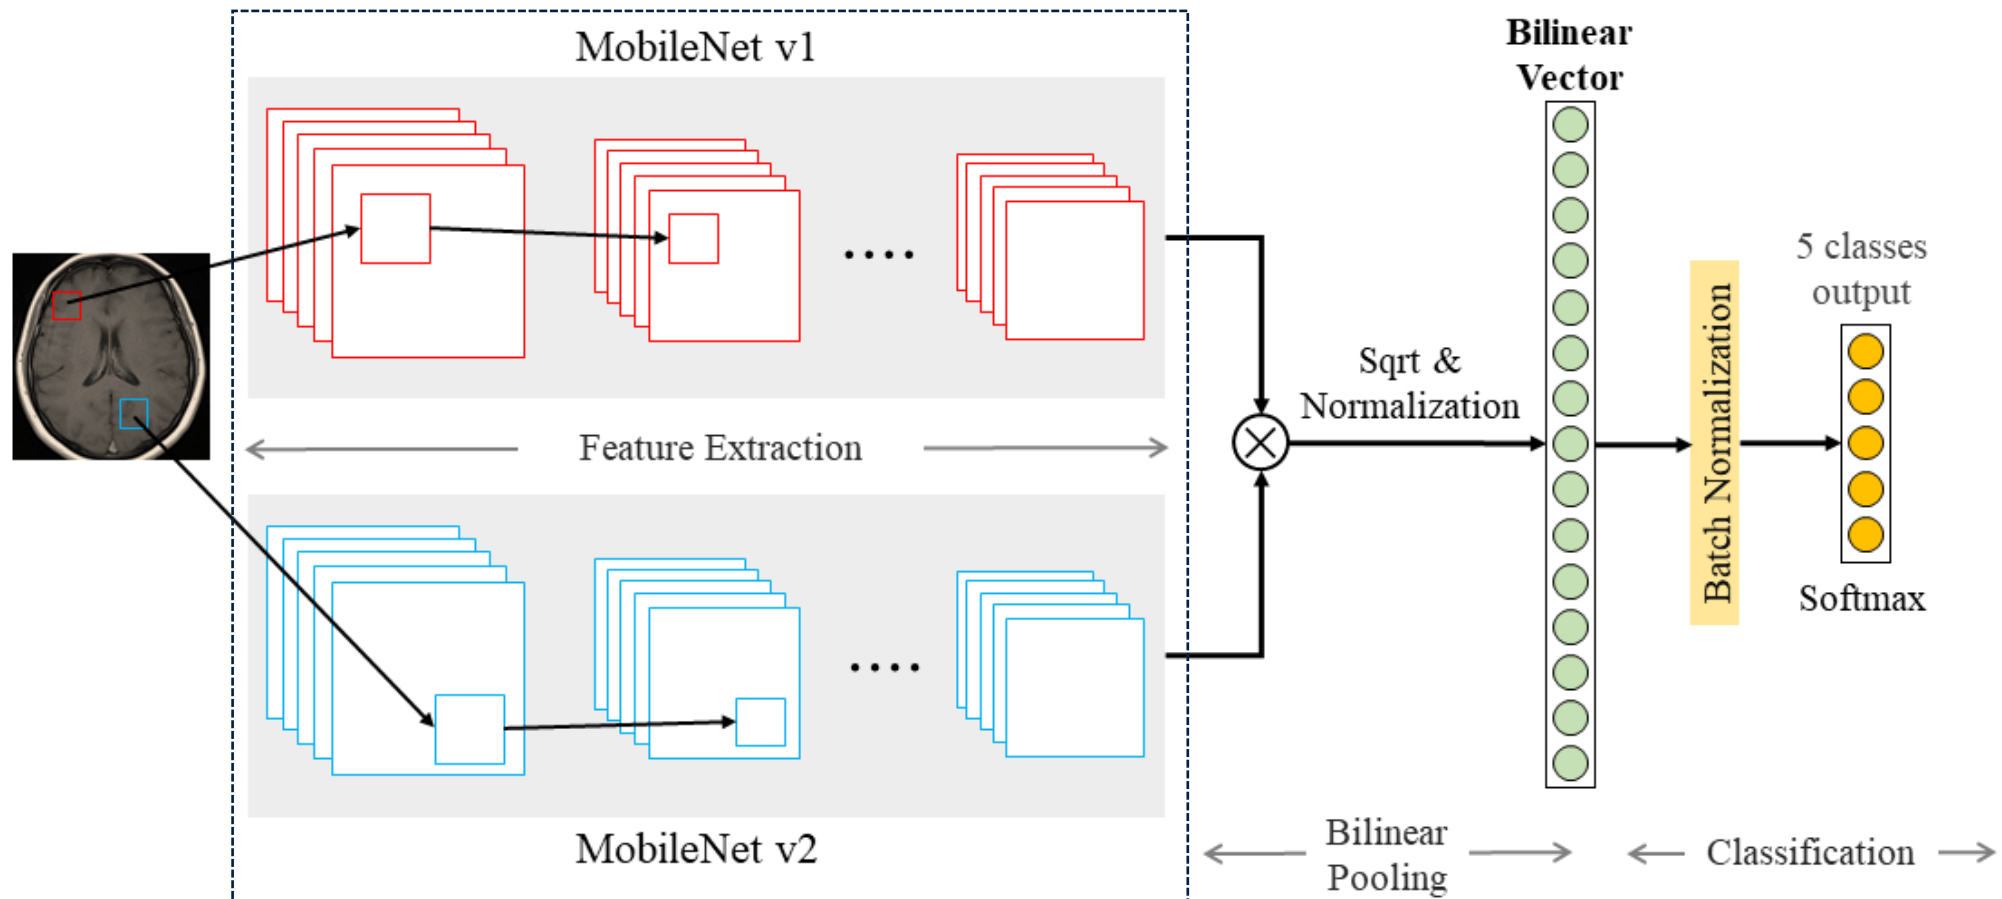 MobileNet v1
Feature Extraction
MobileNet v2
Sqrt &
Normalization
Bilinear
Pooling
Bilinear
Vector
Batch Normalization
5 classes
output
Softmax
Classification